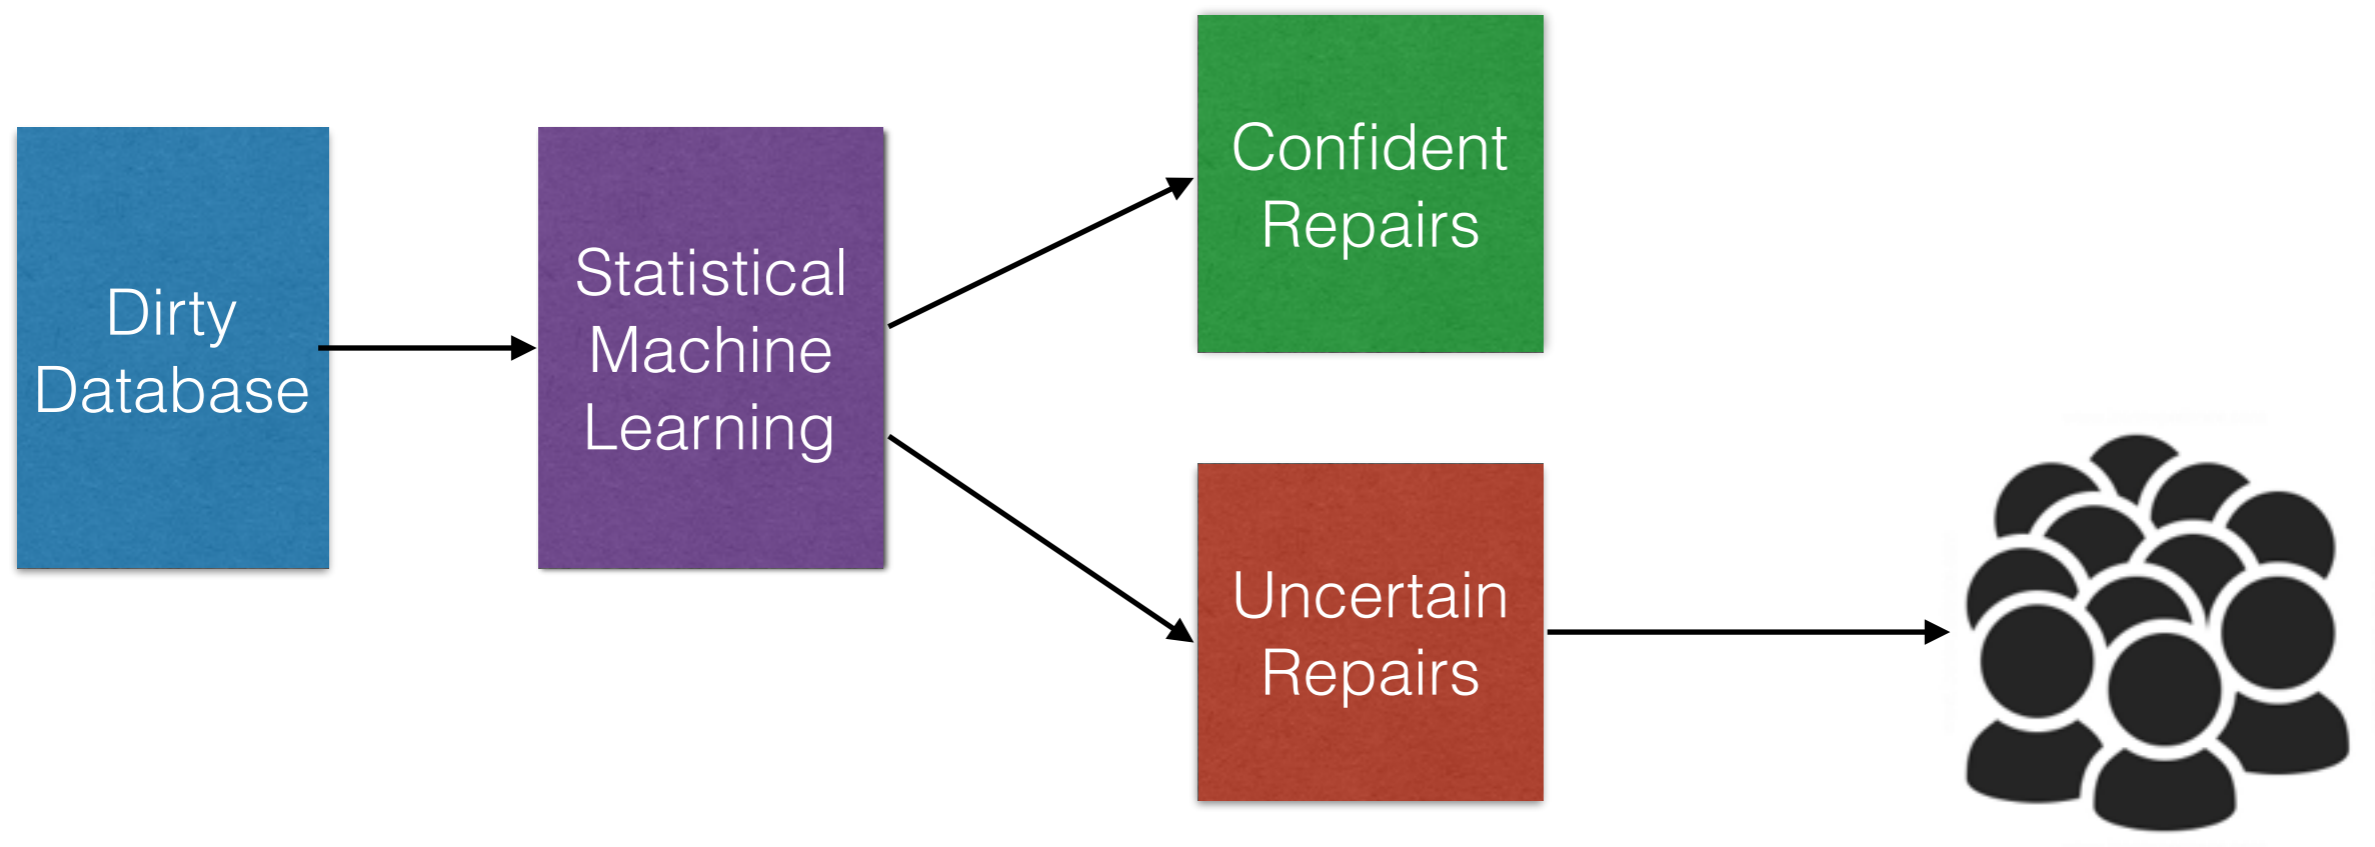 Dirty
Database
Statistical
Machine
Learning
Confident
Repairs
Uncertain
Repairs